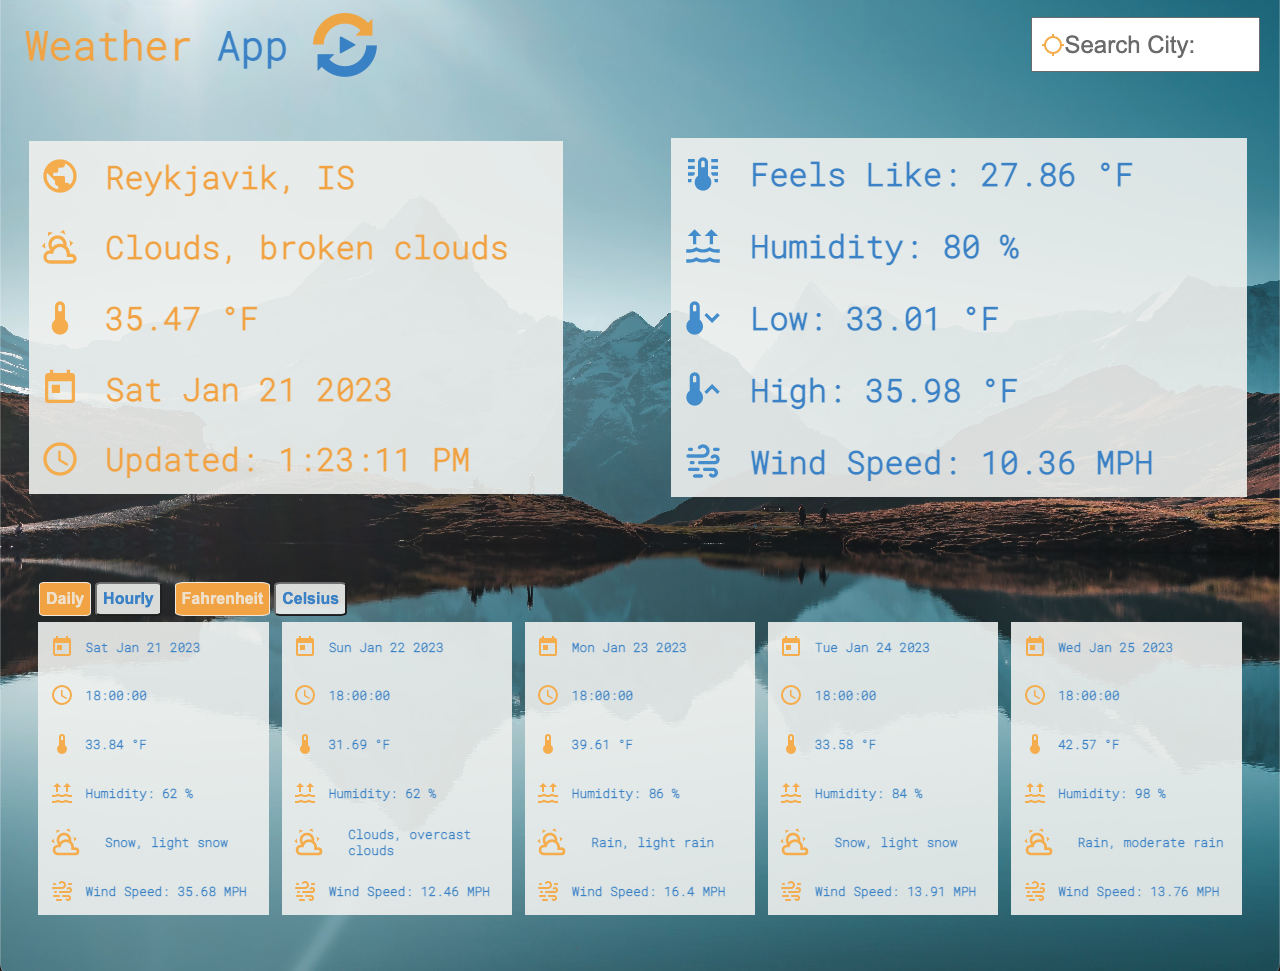 Weather App
Search City:
Reykjavik, IS
Clouds, broken clouds
35.47 °F
Sat Jan 21 2023
Updated: 1:23:11 PM
Feels Like: 27.86 °F
Humidity: 80 %
Low: 33.01 °F
High: 35.98 °F
Wind Speed: 10.36 MPH
Daily Hourly Fahrenheit Celsius
Sat Jan 21 2023
18:00:00
33.84 °F
Humidity: 62 %
Snow, light snow
Wind Speed: 35.68 MPH
Sun Jan 22 2023
18:00:00
31.69 °F
Humidity: 62 %
Clouds, overcast
clouds
Wind Speed: 12.46 MPH
Mon Jan 23 2023
18:00:00
39.61 °F
Humidity: 86 %
Rain, light rain
Wind Speed: 16.4 MPH
Tue Jan 24 2023
18:00:00
33.58 °F
Humidity: 84 %
Snow, light snow
Wind Speed: 13.91 MPH
Wed Jan 25 2023
18:00:00
42.57 °F
Humidity: 98 %
Rain, moderate rain
Wind Speed: 13.76 MPH